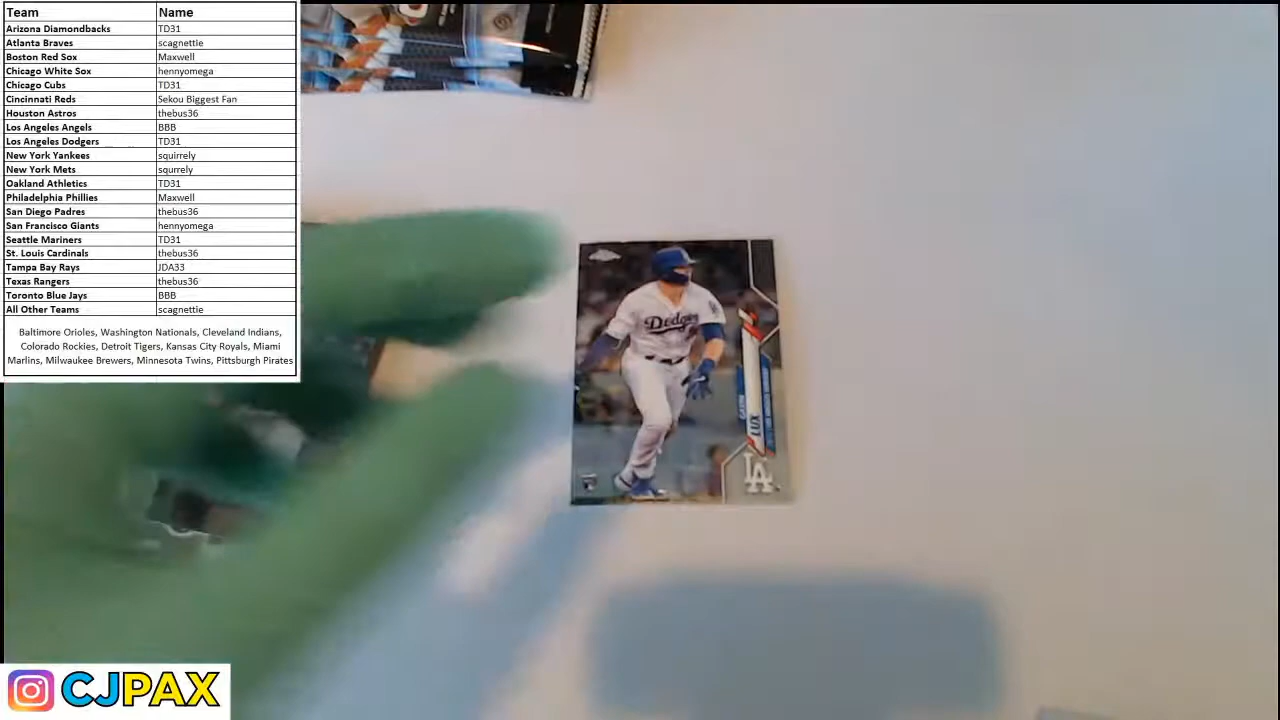 Team Name
Arizona Diamondbacks TD31
Atlanta Braves scagnettie
Boston Red Sox Maxwell
Chicago White Sox hennyomega
Chicago Cubs TD31
Cincinnati Reds Sekou Biggest Fan
Houston Astros thebus36
Los Angeles Angels BBB
Los Angeles Dodgers TD31
New York Yankees squirrely
New York Mets squrrely
Oakland Athletics TD31
Philadelphia Phillies Maxwell
San Diego Padres thebus36
San Francisco Giants hennyomega
Seattle Mariners TD31
St. Louis Cardinals thebus36
Tampa Bay Rays JDA33
Texas Rangers thebus36
Toronto Blue Jays BBB
All Other Teams scagnettie
Baltimore Orioles, Washington Nationals, Cleveland Indians,
Colorado Rockies, Detroit Tigers, Kansas City Royals, Miami
Marlins, Milwaukee Brewers, Minnesota Twins, Pittsburgh Pirates
Dodgers
GAVIN
LUX
LA
CJPAX